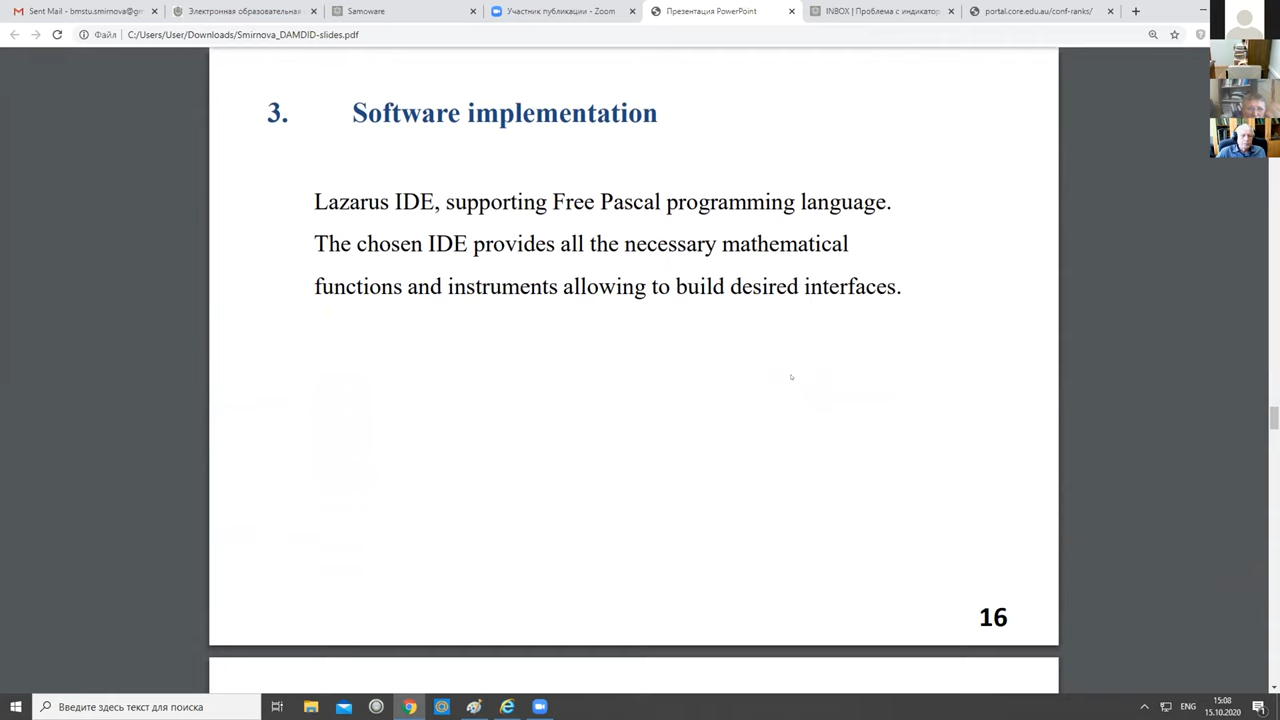 Sent Mail - bmstu.smirnova@gm
Электронная образовательная
Samoware
Участник публикации - Zoom
Презентация PowerPoint
INBOX | Проблема с индикатор
portal.core.edu.au/conf-ranks/
Файл
C:/Users/User/Downloads/Smirnova_DAMDID-slides.pdf
3. Software implementation
Lazarus IDE, supporting Free Pascal programming language.
The chosen IDE provides all the necessary mathematical
functions and instruments allowing to build desired interfaces.
16
Введите здесь текст для поиска
ENG
15:08
15.10.2020